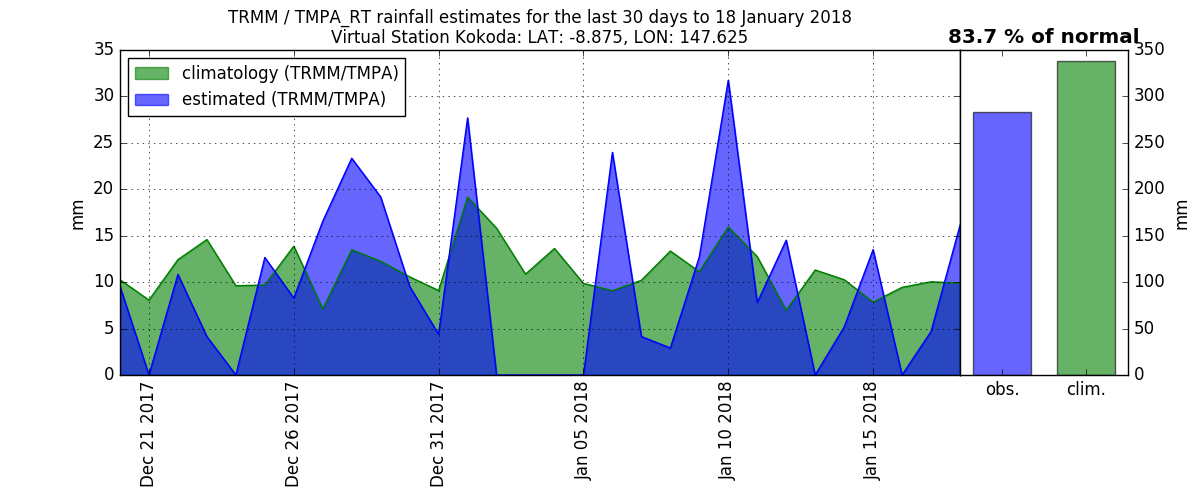 TRMM / TMPA_RT rainfall estimates for the last 30 days to 18 January 2018
Virtual Station Kokoda: LAT: -8.875, LON: 147.625
83.7 % of normal
climatology (TRMM/TMPA)
estimated (TRMM/TMPA)
35
30
25
20
15
10
5
0
mm
350
300
250
200
150
100
50
0
mm
Dec 21 2017
Dec 26 2017
Dec 31 2017
Jan 05 2018
Jan 10 2018
Jan 15 2018
obs.
clim.